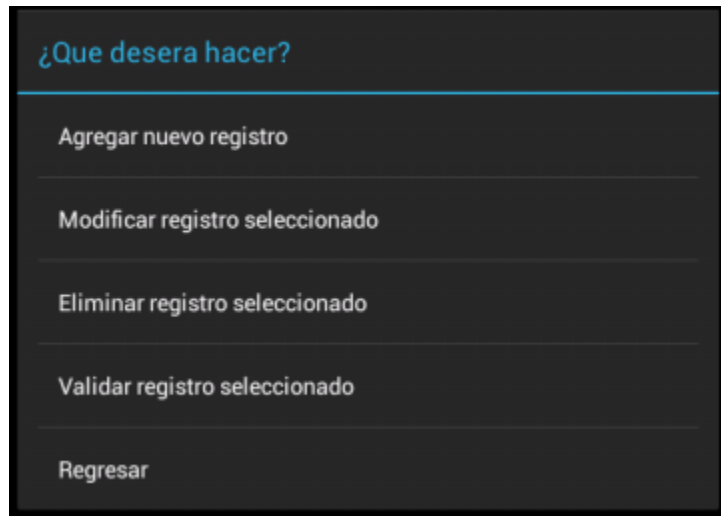 ¿Que desera hacer?
Agregar nuevo registro
Modificar registro seleccionado
Eliminar registro seleccionado
Validar registro seleccionado
Regresar